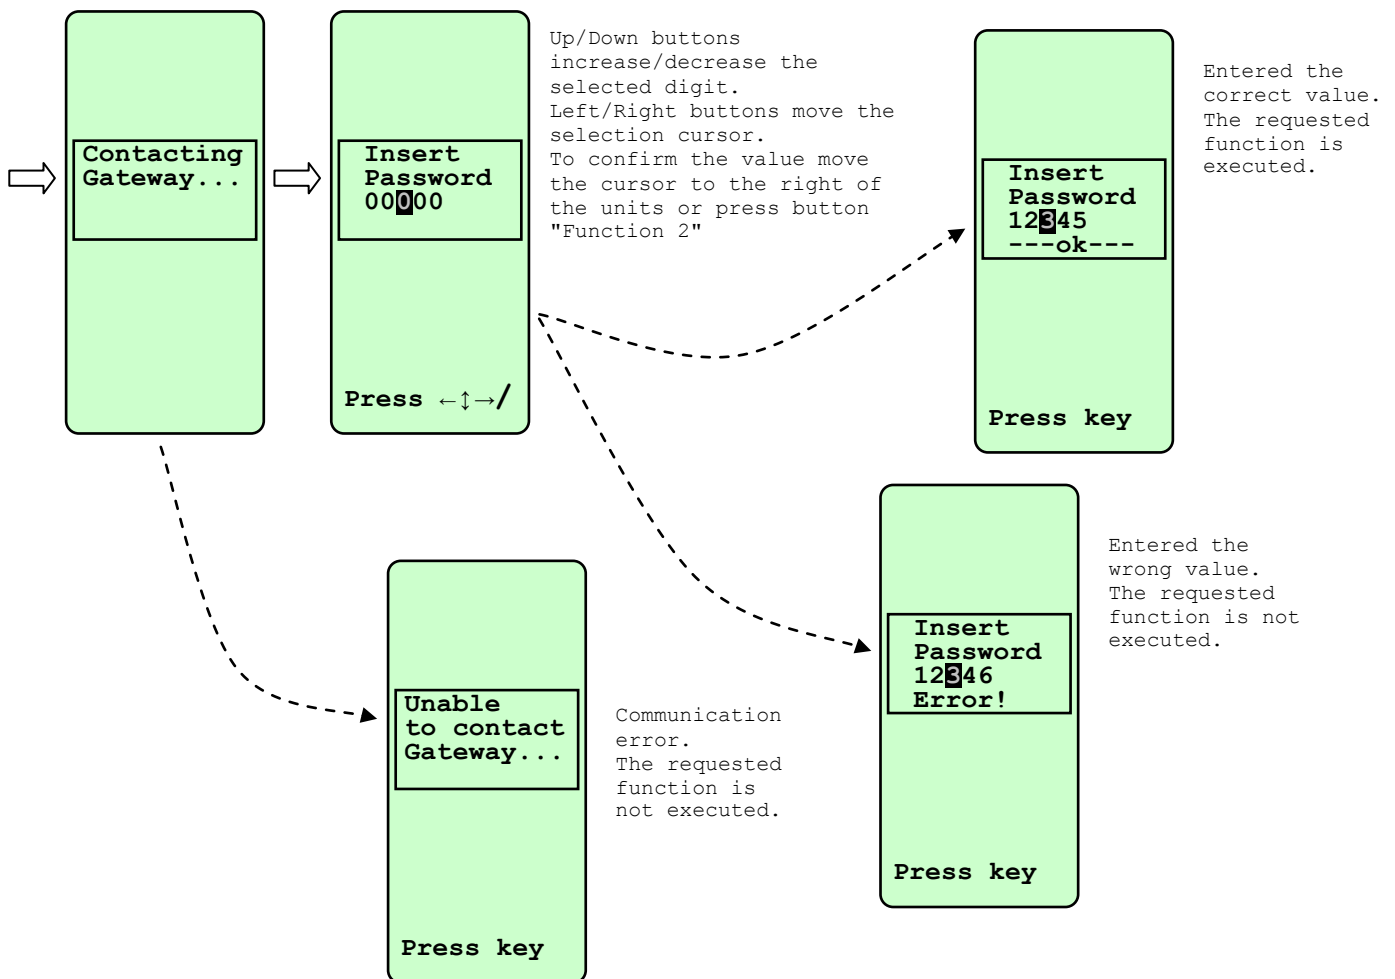 Contacting
Gateway...
Insert
Password
00000
Press ←↕→/
Up/Down buttons
increase/decrease the
selected digit.
Left/Right buttons move the
selection cursor.
To confirm the value move
the cursor to the right of
the units or press button
"Function 2"
Insert
Password
12345
---ok---
Press key
Entered the
correct value.
The requested
function is
executed.
Unable
to contact
Gateway...
Press key
Communication
error.
The requested
function is
not executed.
Insert
Password
12346
Error!
Press key
Entered the
wrong value.
The requested
function is not
executed.